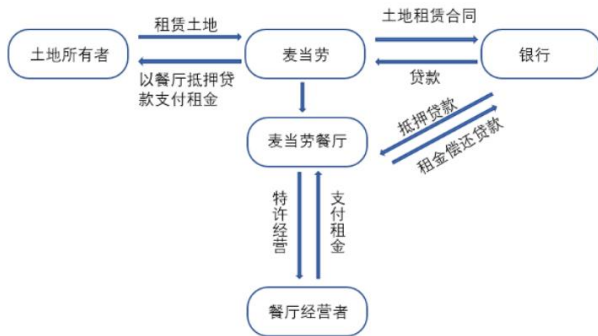 租赁土地
土地租赁合同
土地所有者
麦当劳
银行
以餐厅抵押贷
款支付租金
贷款
抵押贷款
租金偿还贷款
麦当劳餐厅
特许经营
支付租金
餐厅经营者